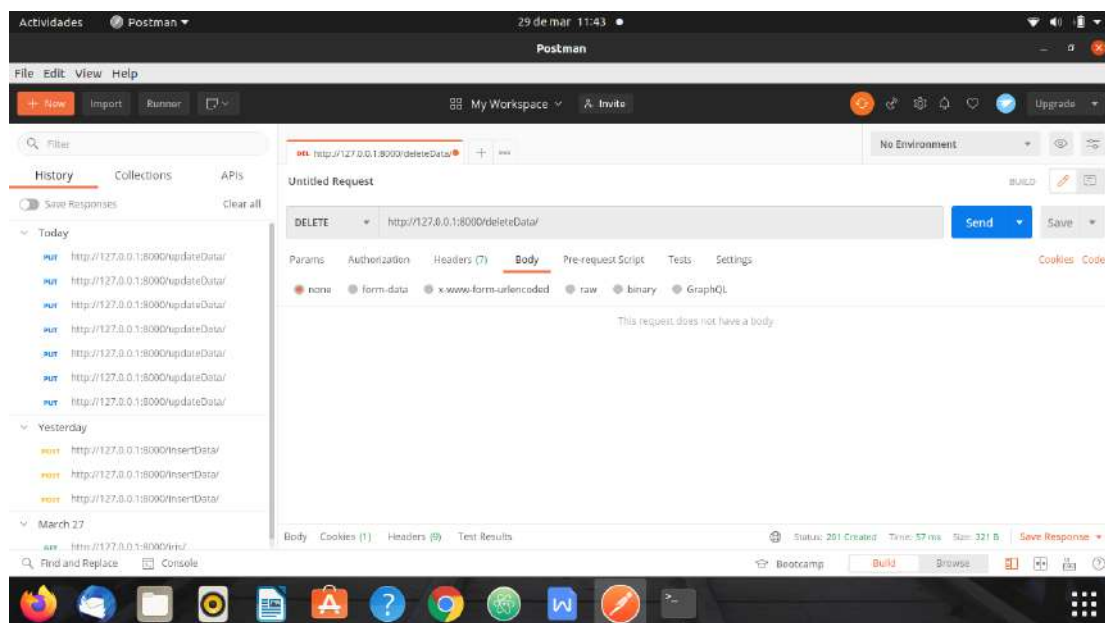 Actividades Postman 29 de mar 11:43
Postman
File Edit View Help
+ New Import Runner My Workspace Invite Upgrade
Filter
DEL http://127.0.0.1:8000/deleteData/ No Environment
History Collections APIs
Untitled Request BUILD
Save Responses Clear all
DELETE http://127.0.0.1:8000/deleteData/ Send Save
Today
PUT http://127.0.0.1:8000/updateData/
Params Authorization Headers (7) Body Pre-request Script Tests Settings Cookies Code
PUT http://127.0.0.1:8000/updateData/
none form-data x-www-form-urlencoded raw binary GraphQL
PUT http://127.0.0.1:8000/updateData/
This request does not have a body
PUT http://127.0.0.1:8000/updateData/
PUT http://127.0.0.1:8000/updateData/
PUT http://127.0.0.1:8000/updateData/
PUT http://127.0.0.1:8000/updateData/
Yesterday
POST http://127.0.0.1:8000/insertData/
POST http://127.0.0.1:8000/insertData/
POST http://127.0.0.1:8000/insertData/
March 27
Body Cookies (1) Headers (9) Test Results Status: 201 Created Time: 57 ms Size: 321 B Save Response
GET http://127.0.0.1:8000/iris/
Find and Replace Console Bootcamp Build Browse